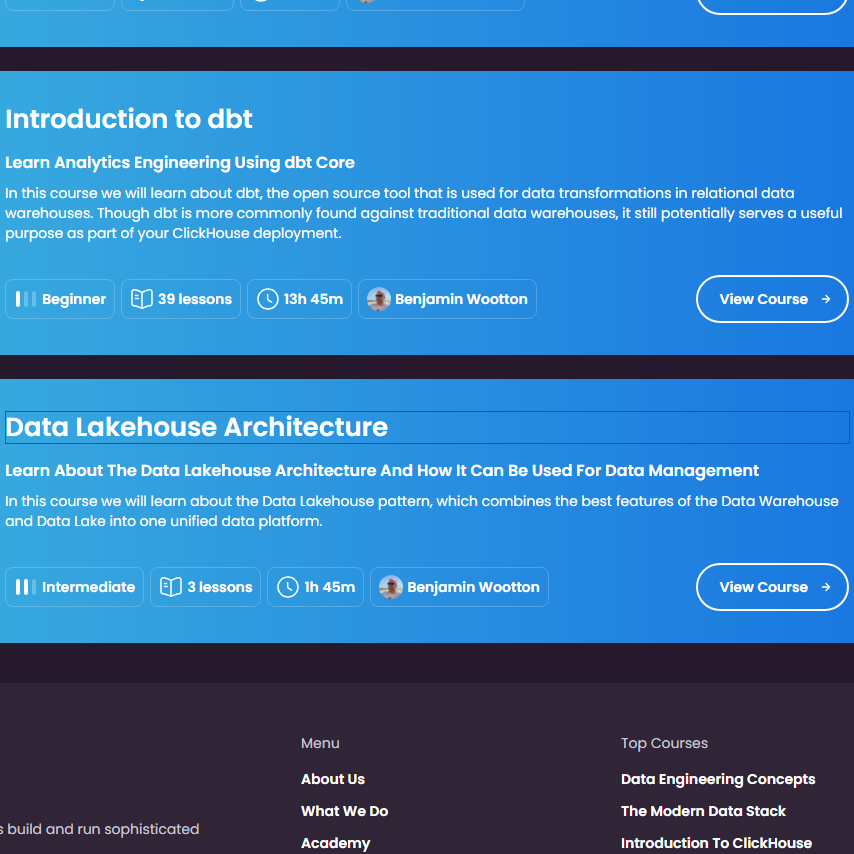 Introduction to dbt
Learn Analytics Engineering Using dbt Core
In this course we will learn about dbt, the open source tool that is used for data transformations in relational data
warehouses. Though dbt is more commonly found against traditional data warehouses, it still potentially serves a useful
purpose as part of your ClickHouse deployment.
Beginner 39 lessons 13h 45m Benjamin Wootton View Course
Data Lakehouse Architecture
Learn About The Data Lakehouse Architecture And How It Can Be Used For Data Management
In this course we will learn about the Data Lakehouse pattern, which combines the best features of the Data Warehouse
and Data Lake into one unified data platform.
Intermediate 3 lessons 1h 45m Benjamin Wootton View Course
Menu
About Us
What We Do
Academy
Top Courses
Data Engineering Concepts
The Modern Data Stack
Introduction To ClickHouse
s build and run sophisticated